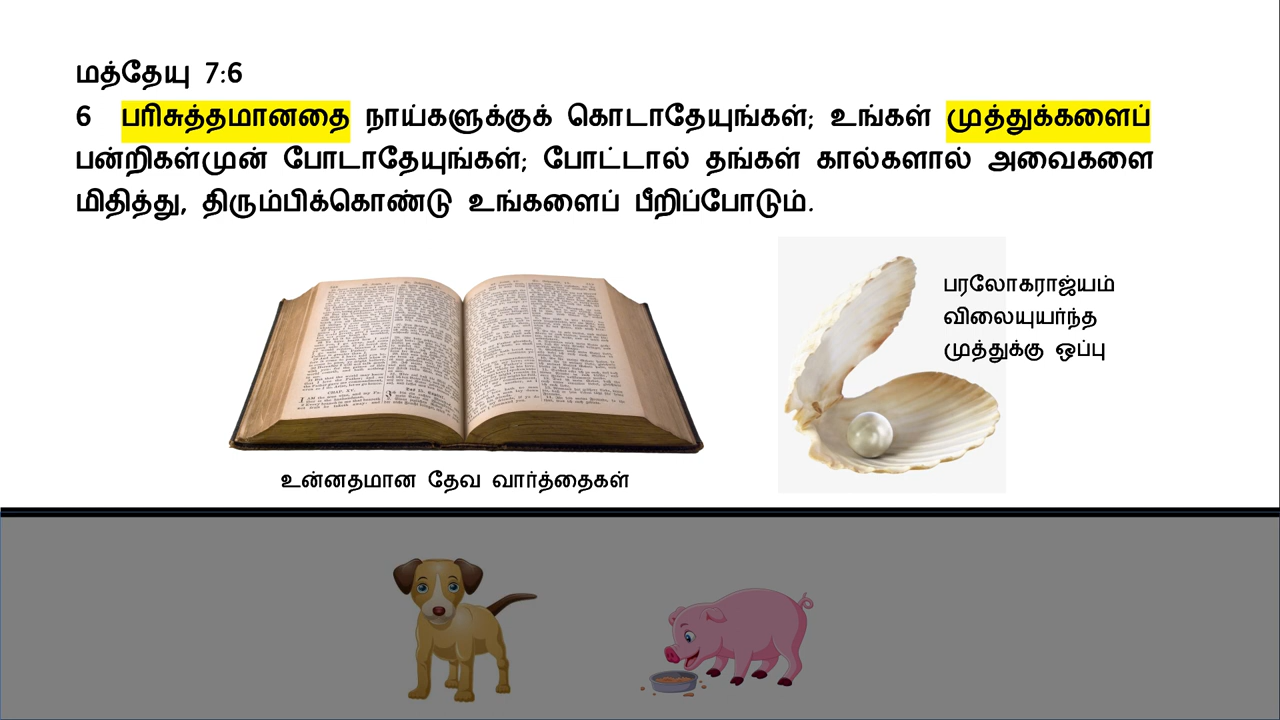 மத்தேயு 7:6
6 பரிசுத்தமானதை நாய்களுக்குக் கொடாதேயுங்கள்; உங்கள் முத்துக்களைப்
பன்றிகள்முன் போடாதேயுங்கள்; போட்டால் தங்கள் கால்களால் அவைகளை
மிதித்து, திரும்பிக்கொண்டு உங்களைப் பீறிப்போடும்.
பரலோகராஜ்யம்
விலையுயர்ந்த
முத்துக்கு ஒப்பு
உன்னதமான தேவ வார்த்தைகள்